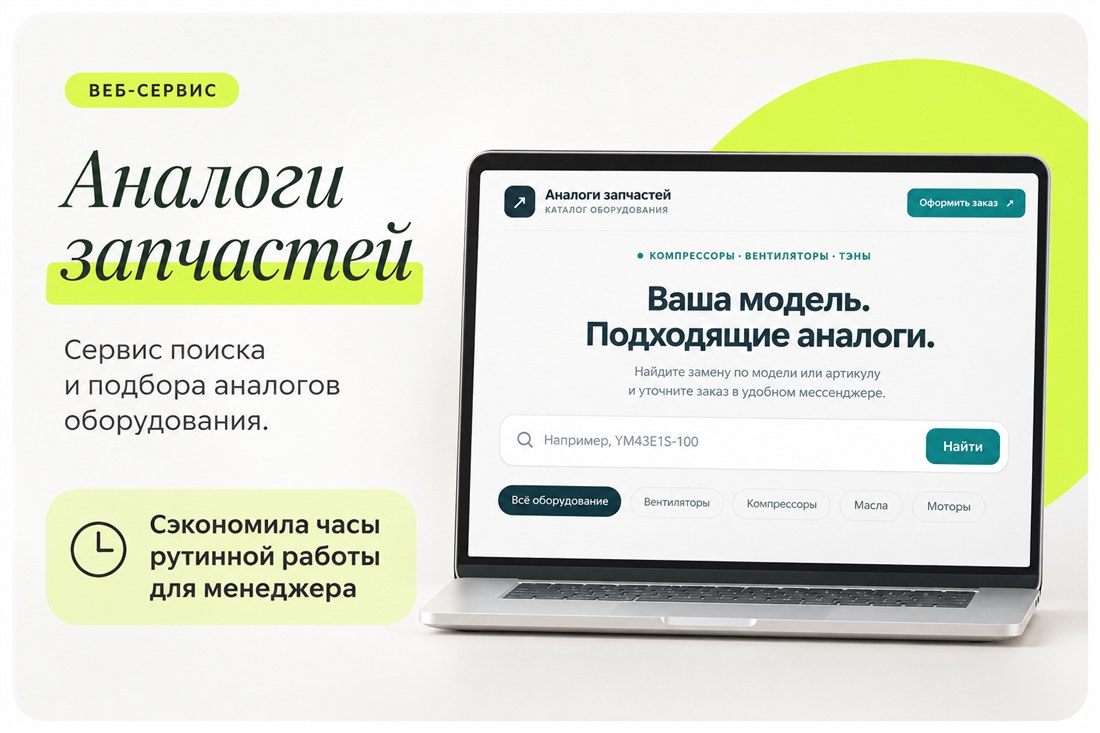 ВЕБ-СЕРВИС
Аналоги
запчастей
Сервис поиска
и подбора аналогов
оборудования.
Сэкономила часы
рутинной работы
для менеджера
Аналоги запчастей
КАТАЛОГ ОБОРУДОВАНИЯ
Оформить заказ ↗
• КОМПРЕССОРЫ · ВЕНТИЛЯТОРЫ · ТЭНЫ
Ваша модель.
Подходящие аналоги.
Найдите замену по модели или артикулу
и уточните заказ в удобном мессенджере.
Например, YM43E1S-100
Найти
Всё оборудование
Вентиляторы
Компрессоры
Масла
Моторы